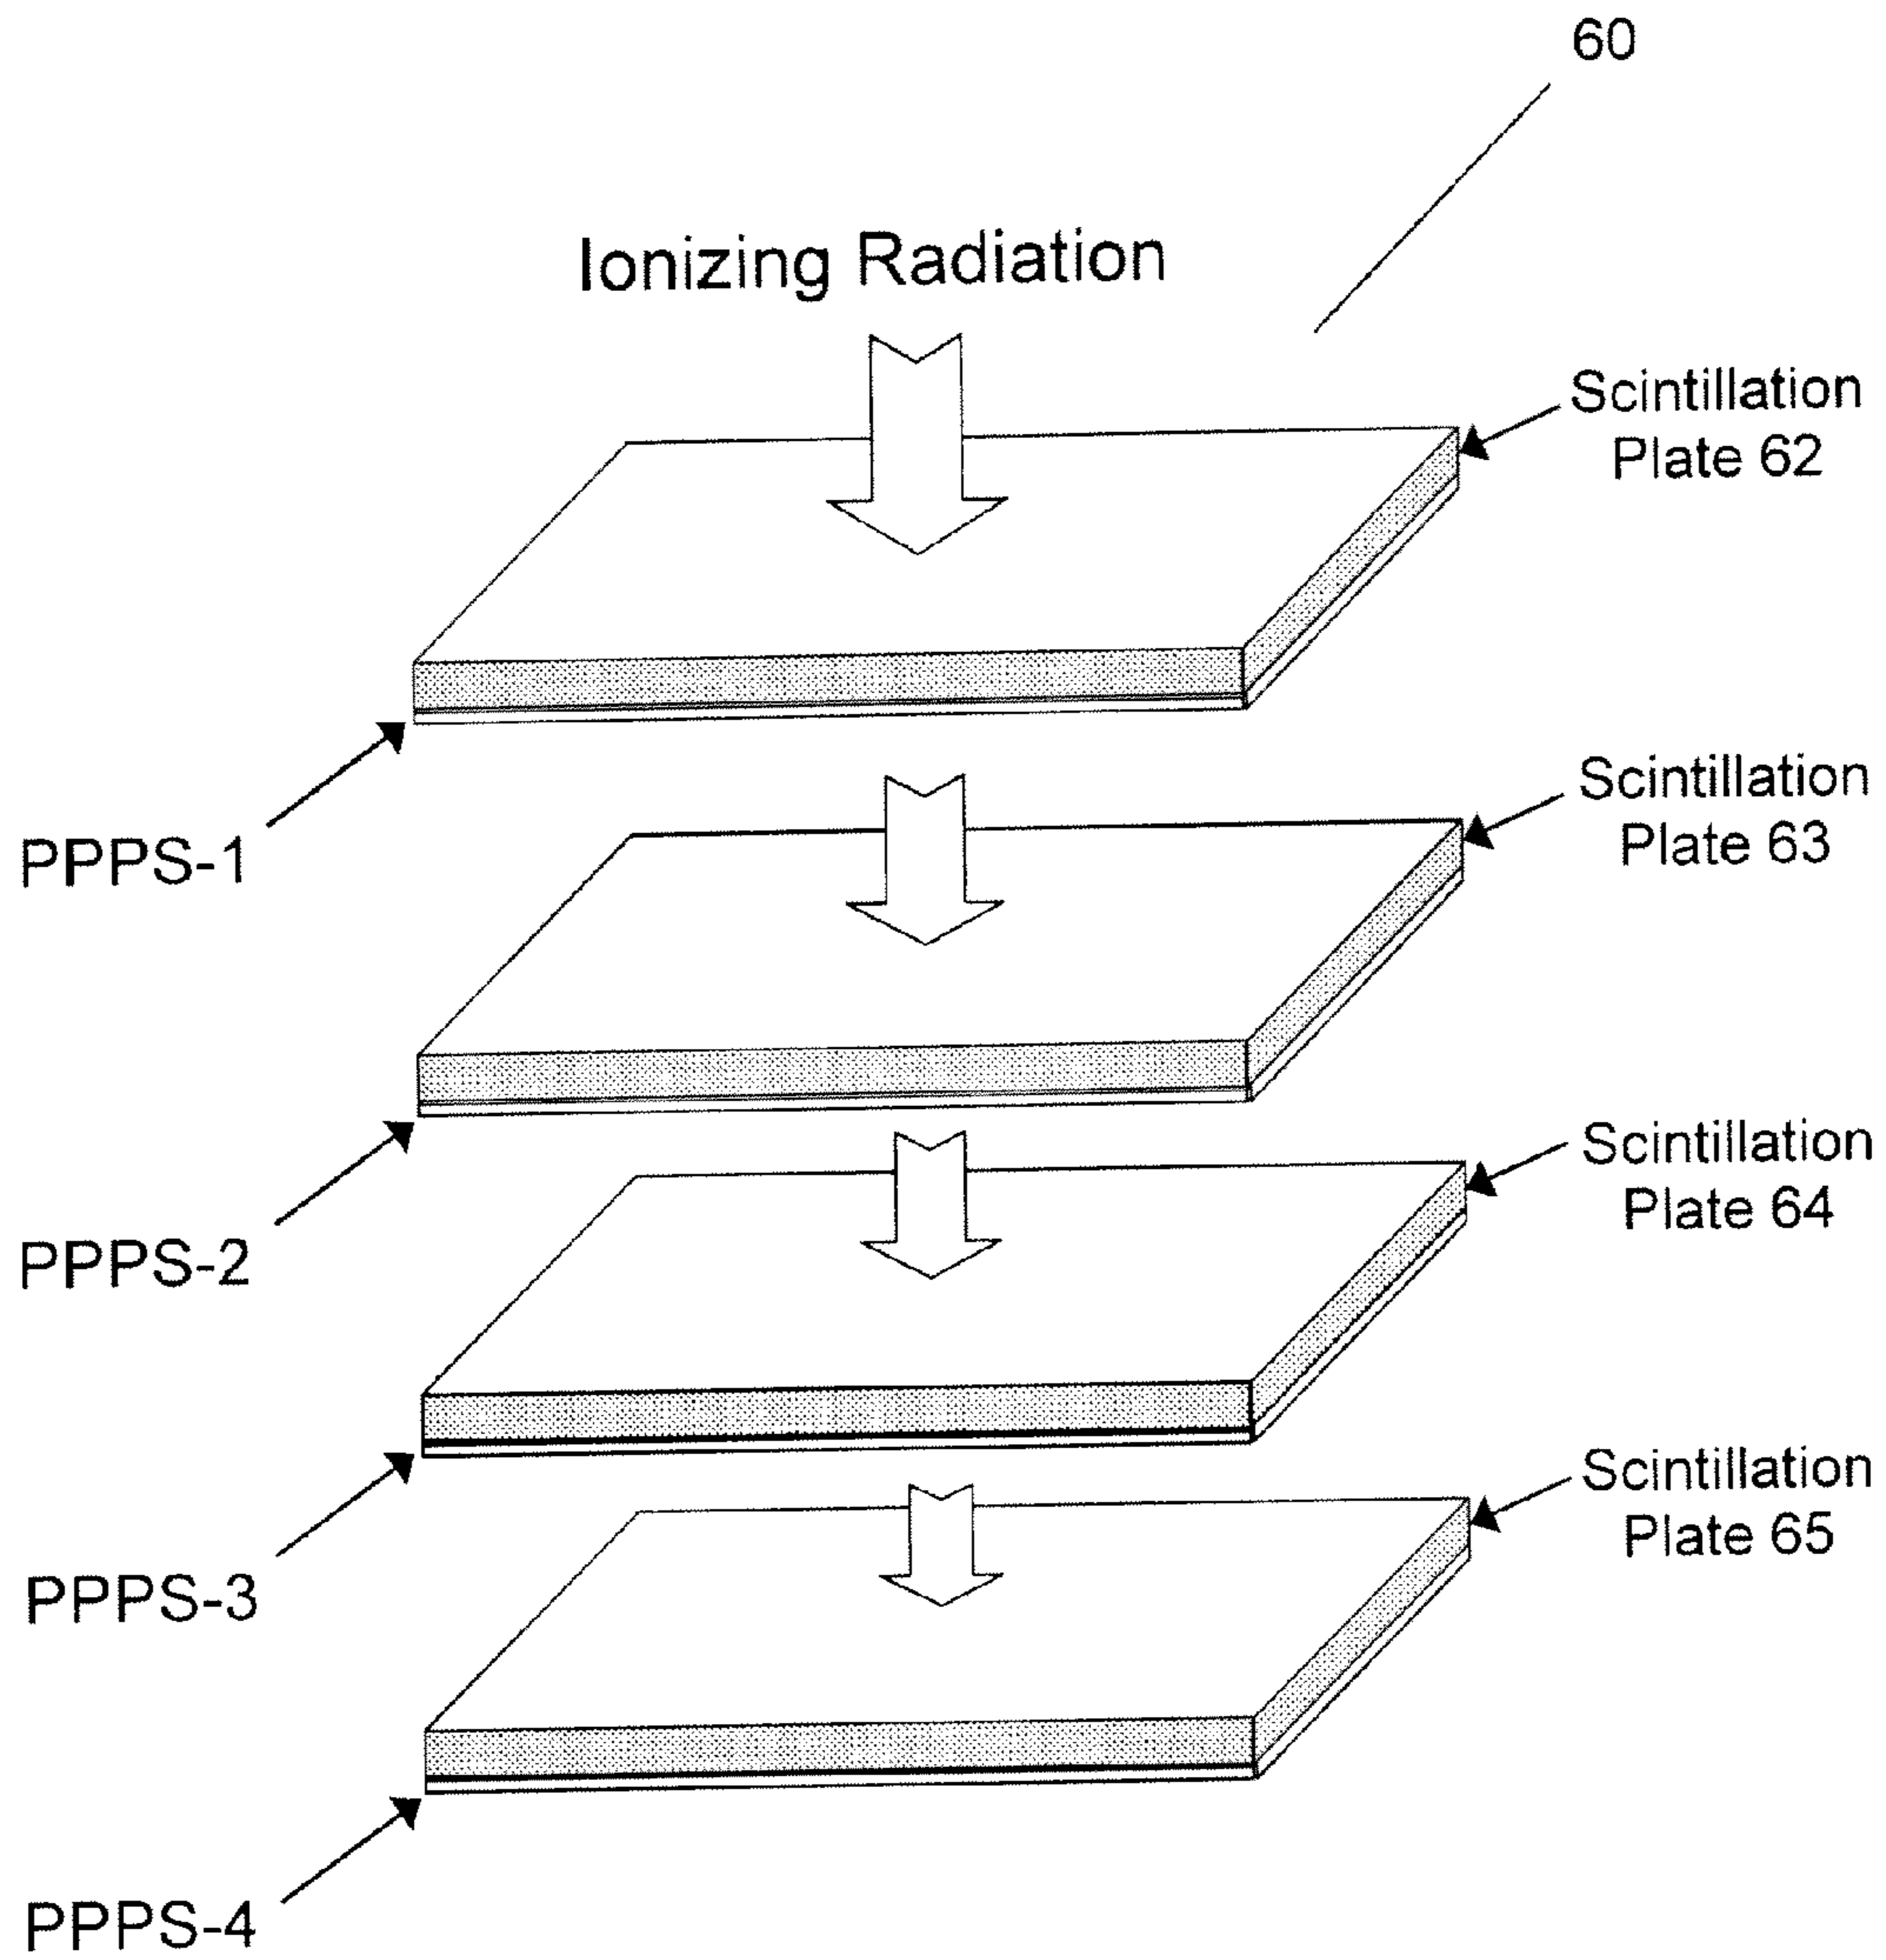 60
Ionizing Radiation
Scintillation
Plate 62
PPPS-1
Scintillation
Plate 63
PPPS-2
Scintillation
Plate 64
PPPS-3
Scintillation
Plate 65
PPPS-4